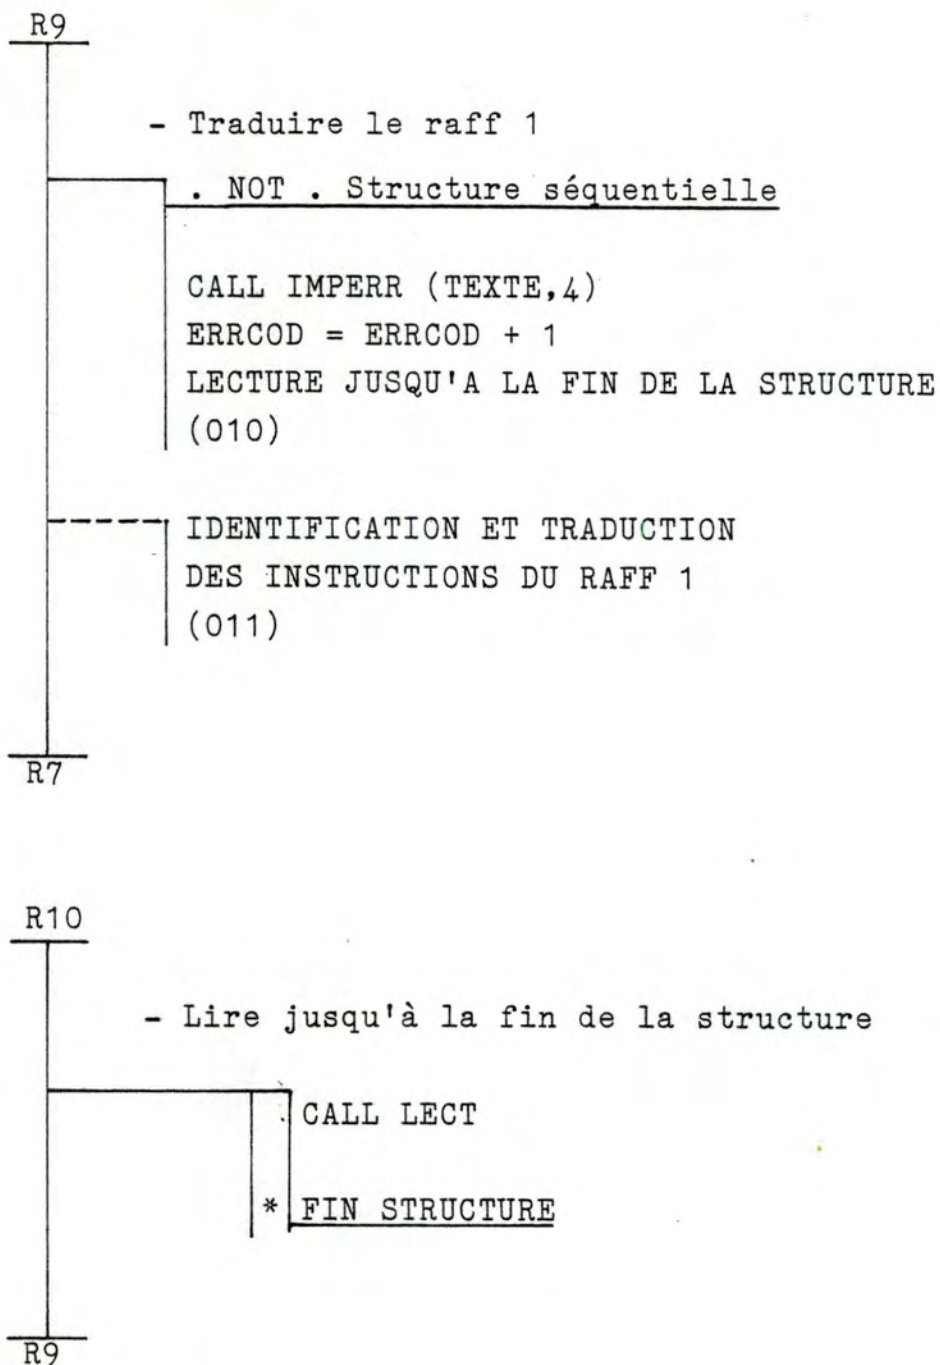 R9
- Traduire le raff 1
. NOT . Structure séquentielle
CALL IMPERR (TEXTE,4)
ERRCOD = ERRCOD + 1
LECTURE JUSQU'A LA FIN DE LA STRUCTURE
(010)
IDENTIFICATION ET TRADUCTION
DES INSTRUCTIONS DU RAFF 1
(011)
R7
R10
- Lire jusqu'à la fin de la structure
CALL LECT
* FIN STRUCTURE
R9